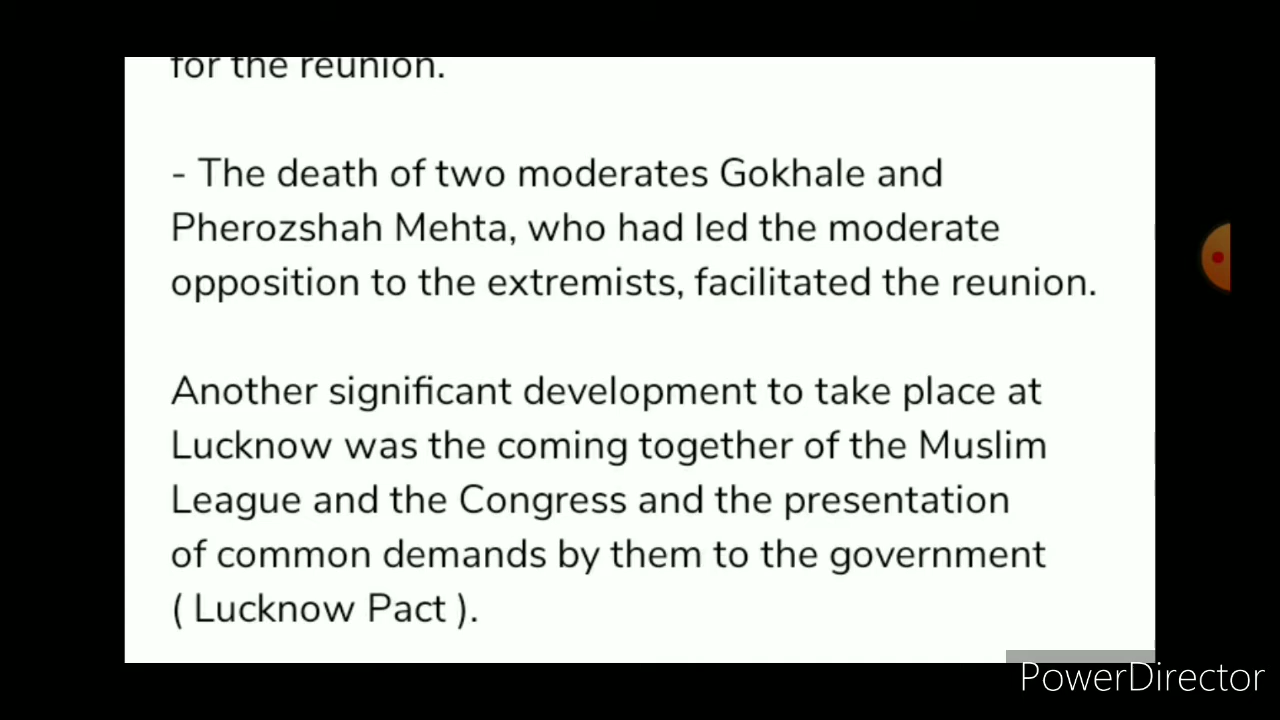 for the reunion.
- The death of two moderates Gokhale and
Pherozshah Mehta, who had led the moderate
opposition to the extremists, facilitated the reunion.
Another significant development to take place at
Lucknow was the coming together of the Muslim
League and the Congress and the presentation
of common demands by them to the government
( Lucknow Pact ).
PowerDirector